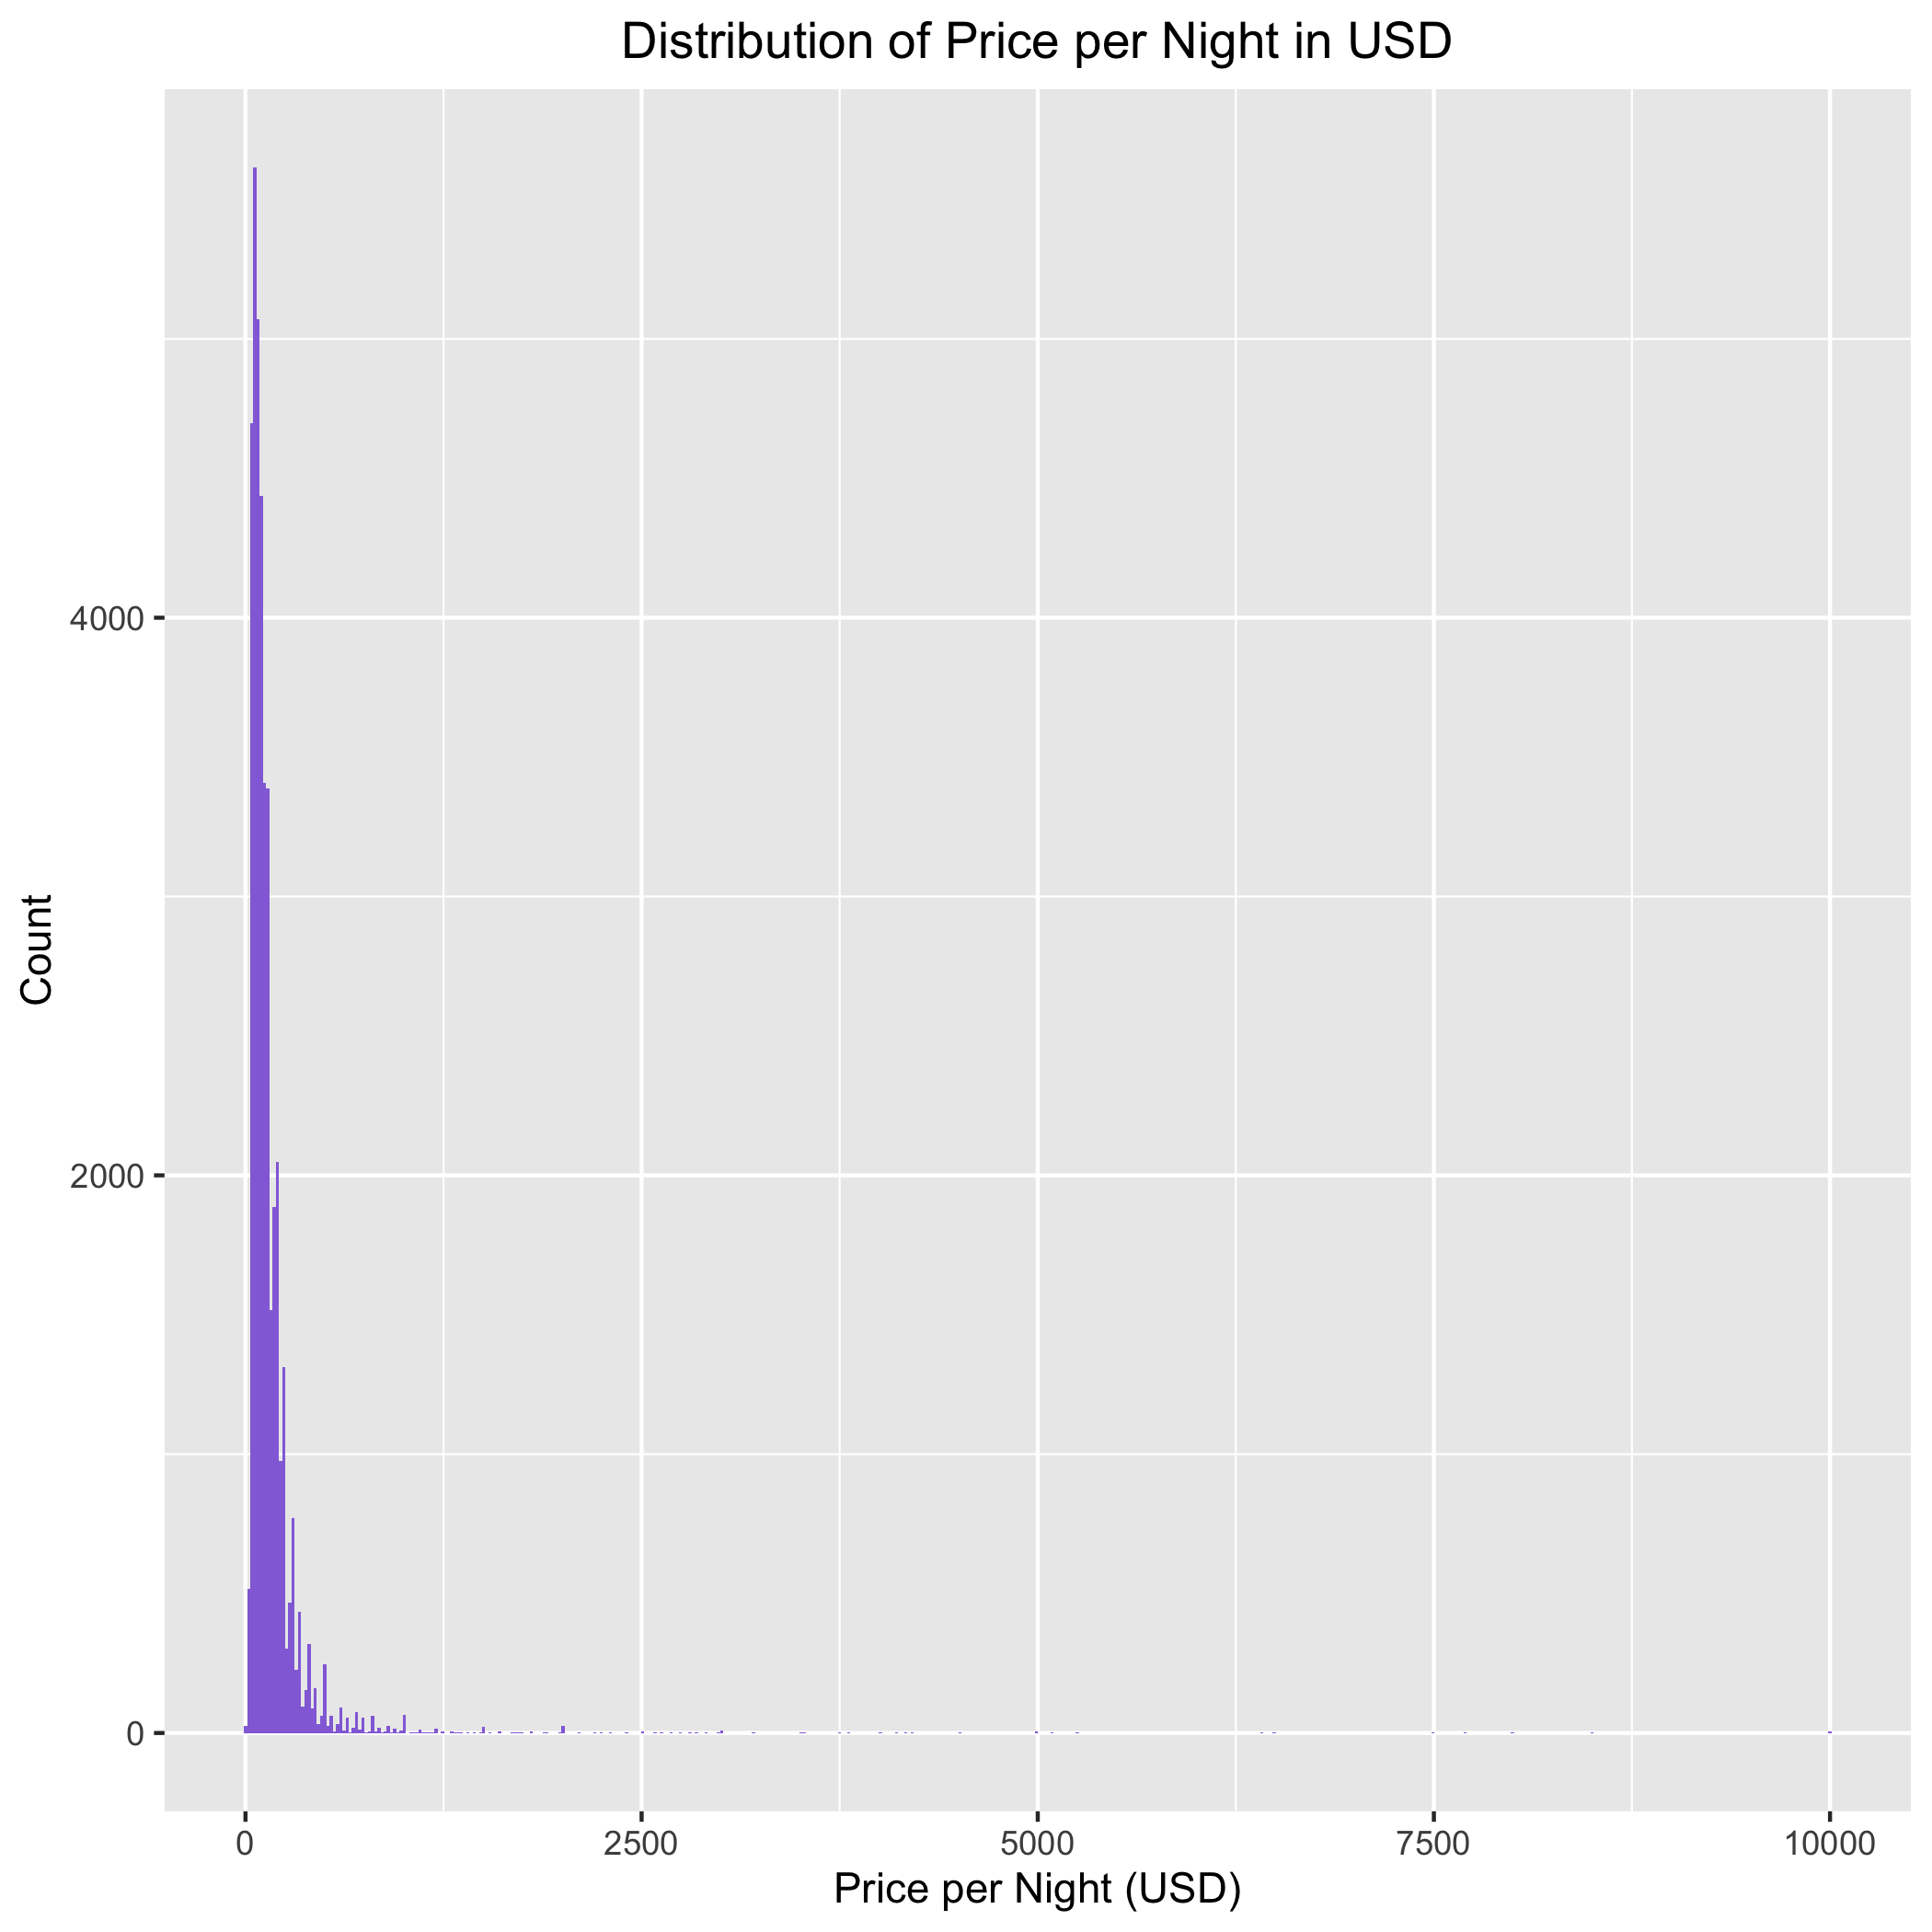 Distribution of Price per Night in USD
Count
4000
2000
0
0 2500 5000 7500 10000
Price per Night (USD)